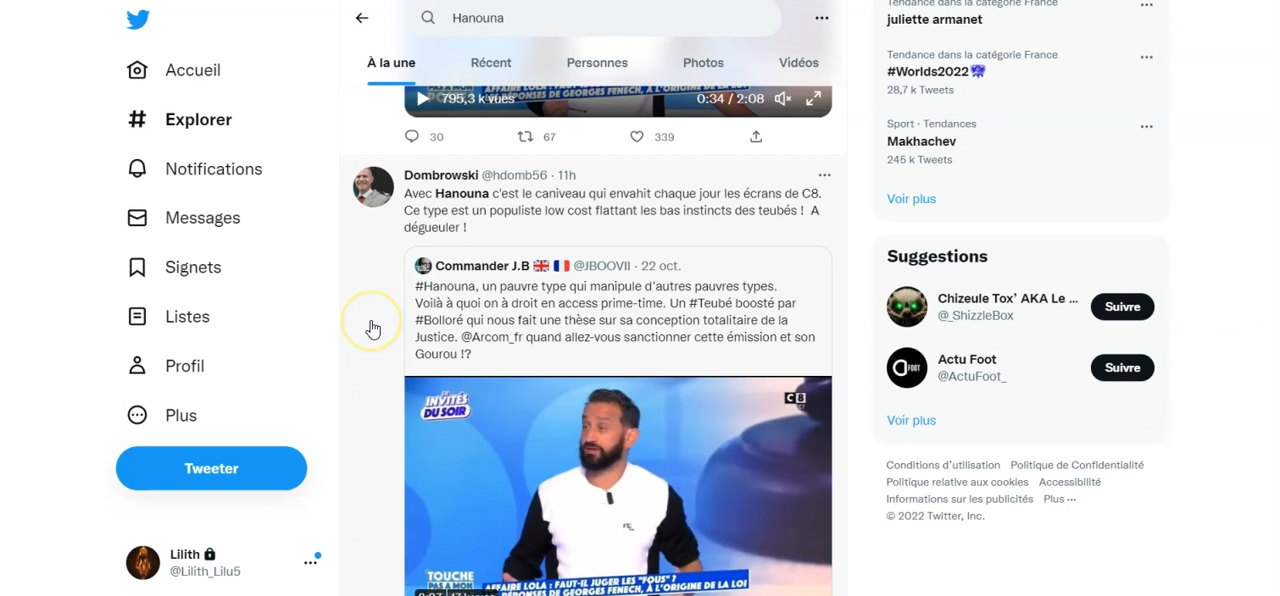 Accueil
Explorer
Notifications
Messages
Signets
Listes
Profil
Plus
Tweeter
Lilith
@Lilith_Lilu5
Hanouna
À la une
Récent
Personnes
Photos
Vidéos
795,3 k vues
0:34 / 2:08
30
67
339
Dombrowski @hdomb56 · 11h
Avec Hanouna c'est le caniveau qui envahit chaque jour les écrans de C8.
Ce type est un populiste low cost flattant les bas instincts des teubés ! A
dégueuler !
Commander J.B 🇬🇧 🇫🇷 @JBOOVII · 22 oct.
#Hanouna, un pauvre type qui manipule d'autres pauvres types.
Voilà à quoi on à droit en access prime-time. Un #Teubé boosté par
#Bolloré qui nous fait une thèse sur sa conception totalitaire de la
Justice. @Arcom_fr quand allez-vous sanctionner cette émission et son
Gourou !?
INVITÉS
DU SOIR
C8
TOUCHE
PAS A MON
AFFAIRE LOLA : FAUT-IL JUGER LES "FOUS" ?
RÉPONSES DE GEORGES FENECH, À L'ORIGINE DE LA LOI
Tendance dans la catégorie France
juliette armanet
Tendance dans la catégorie France
#Worlds2022
28,7 k Tweets
Sport · Tendances
Makhachev
245 k Tweets
Voir plus
Suggestions
Chizeule Tox' AKA Le ...
@_ShizzleBox
Suivre
Actu Foot
@ActuFoot_
Suivre
Voir plus
Conditions d'utilisation Politique de Confidentialité
Politique relative aux cookies Accessibilité
Informations sur les publicités Plus ···
© 2022 Twitter, Inc.